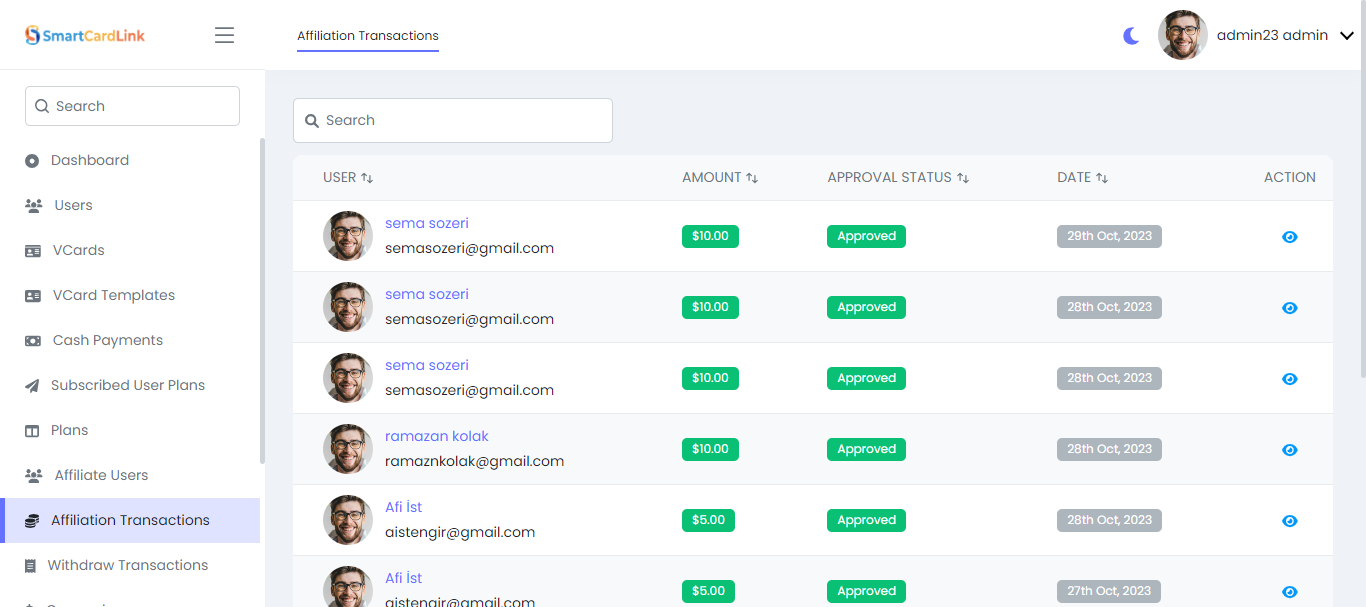 SmartCardLink
Affiliation Transactions
admin23 admin
Search
Dashboard
Users
VCards
VCard Templates
Cash Payments
Subscribed User Plans
Plans
Affiliate Users
Affiliation Transactions
Withdraw Transactions
Search
USER AMOUNT APPROVAL STATUS DATE ACTION
sema sozeri
semasozeri@gmail.com
$10.00 Approved 29th Oct, 2023
sema sozeri
semasozeri@gmail.com
$10.00 Approved 28th Oct, 2023
sema sozeri
semasozeri@gmail.com
$10.00 Approved 28th Oct, 2023
ramazan kolak
ramaznkolak@gmail.com
$10.00 Approved 28th Oct, 2023
Afi İst
aistengir@gmail.com
$5.00 Approved 28th Oct, 2023
Afi İst
aistengir@gmail.com
$5.00 Approved 27th Oct, 2023